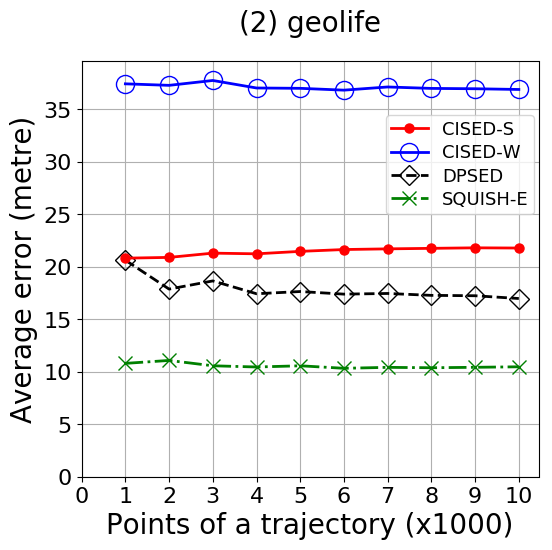 (2) geolife
Average error (metre)
35
30
25
20
15
10
5
0
CISED-S
CISED-W
DPSED
SQUISH-E
0 1 2 3 4 5 6 7 8 9 10
Points of a trajectory (x1000)